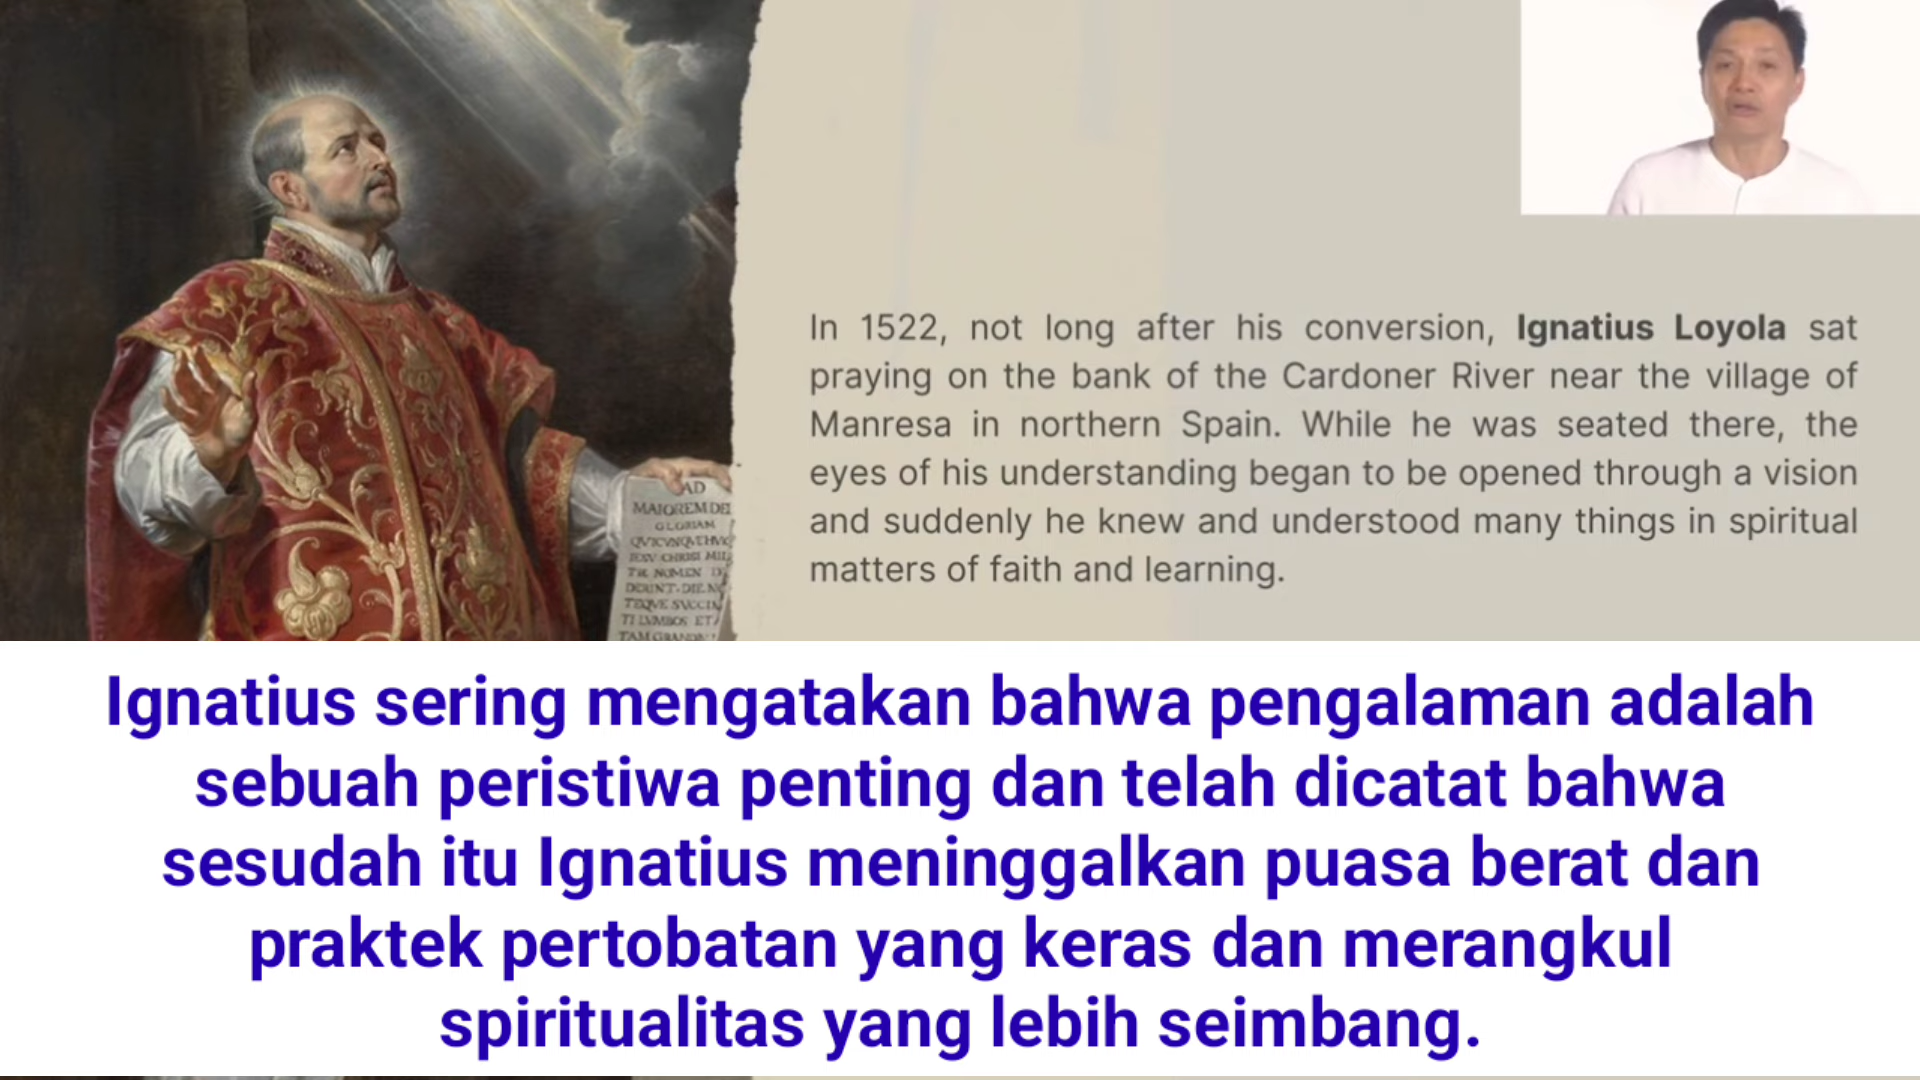 In 1522, not long after his conversion, Ignatius Loyola sat
praying on the bank of the Cardoner River near the village of
Manresa in northern Spain. While he was seated there, the
eyes of his understanding began to be opened through a vision
and suddenly he knew and understood many things in spiritual
matters of faith and learning.
AD
MAIOREM DEI
GLORIAM
Ignatius sering mengatakan bahwa pengalaman adalah
sebuah peristiwa penting dan telah dicatat bahwa
sesudah itu Ignatius meninggalkan puasa berat dan
praktek pertobatan yang keras dan merangkul
spiritualitas yang lebih seimbang.